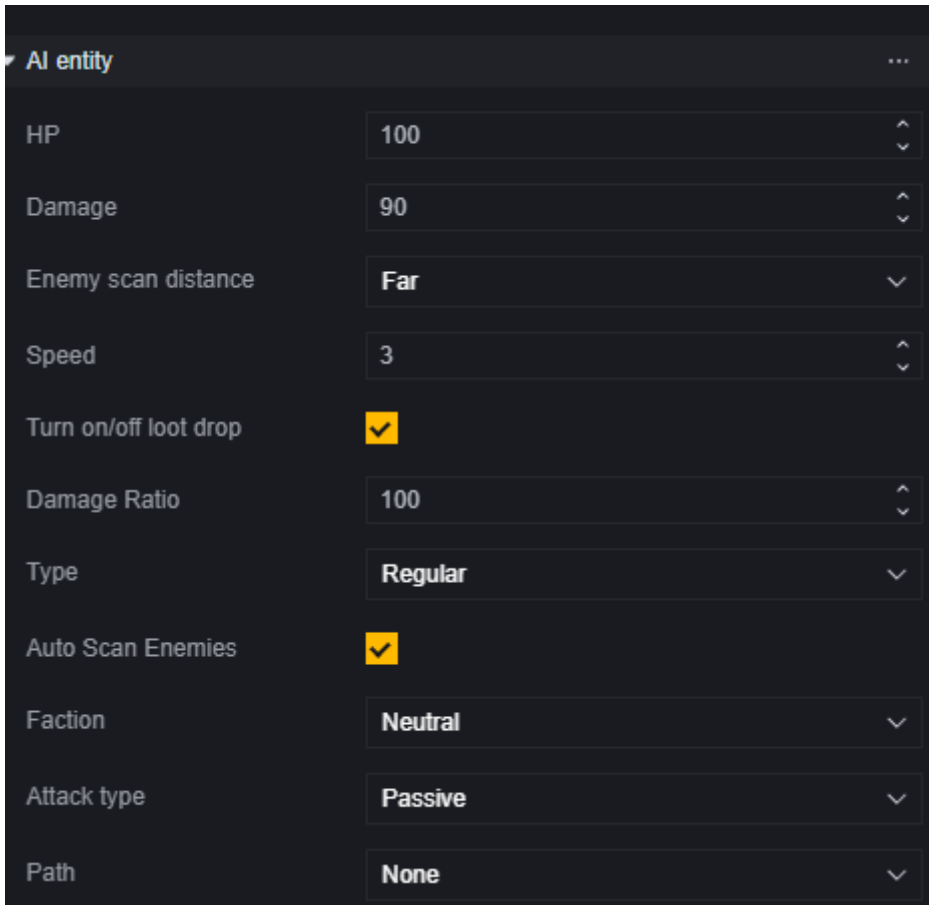 AI entity ...
HP 100
Damage 90
Enemy scan distance Far
Speed 3
Turn on/off loot drop
Damage Ratio 100
Type Regular
Auto Scan Enemies
Faction Neutral
Attack type Passive
Path None